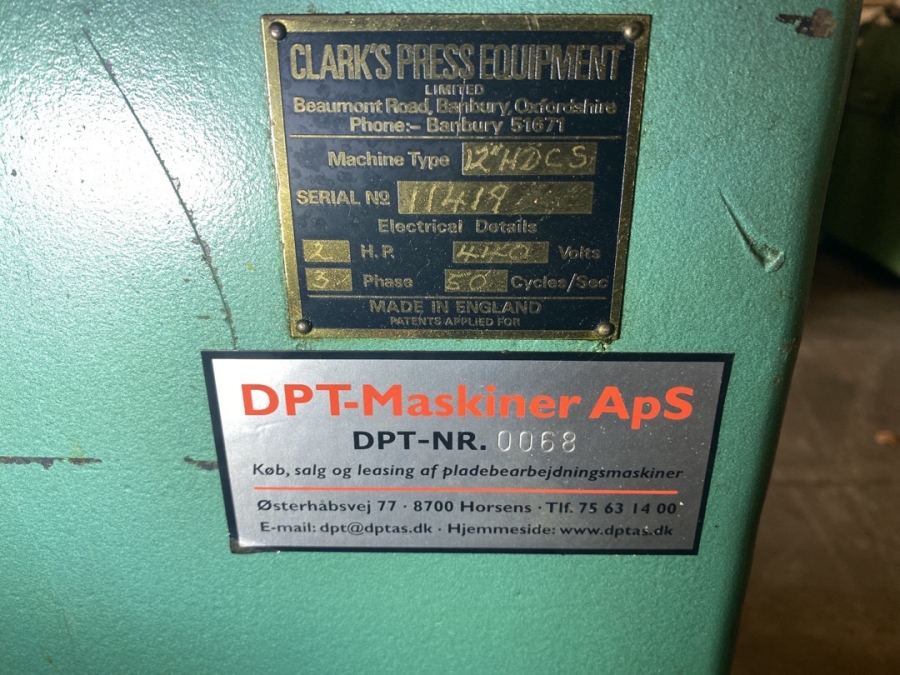 CLARK'S PRESS EQUIPMENT
LIMITED
Beaumont Road, Banbury, Oxfordshire
Phone:- Banbury 51671
Machine Type 12" HDCS
SERIAL Nº 11419
Electrical Details
2 H.P. 440 Volts
3 Phase 50 Cycles/Sec
MADE IN ENGLAND
PATENTS APPLIED FOR
DPT-Maskiner ApS
DPT-NR. 0068
Køb, salg og leasing af pladebearbejdningsmaskiner
Østerhåbsvej 77 · 8700 Horsens · Tlf. 75 63 14 00
E-mail: dpt@dptas.dk · Hjemmeside: www.dptas.dk